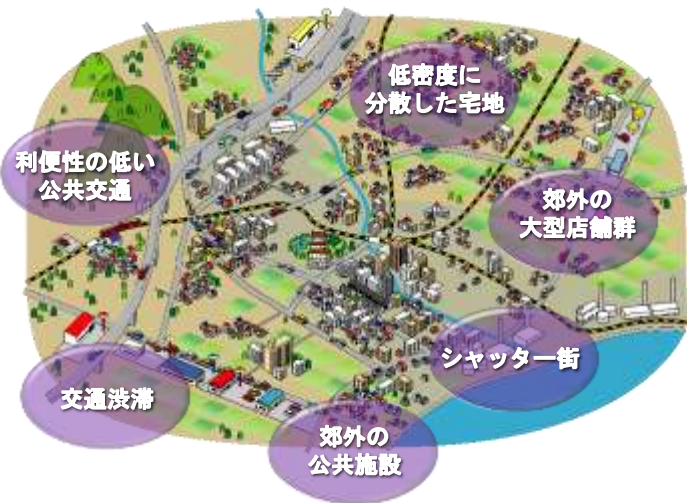 低密度に
分散した宅地
利便性の低い
公共交通
郊外の
大型店舗群
シャッター街
交通渋滞
郊外の
公共施設